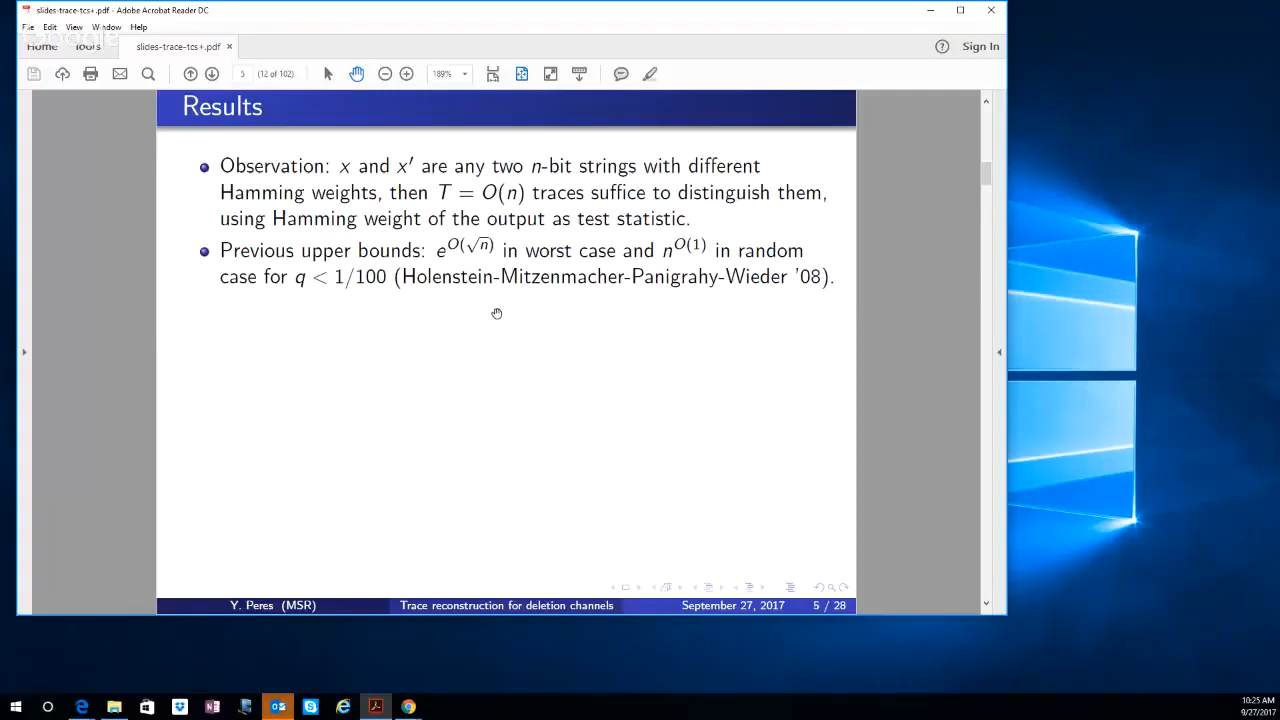 slides-trace-tcs+.pdf - Adobe Acrobat Reader DC
File Edit View Window Help
Home Tools slides-trace-tcs+.pdf × Sign In
5 (12 of 102) 189%
Results
Observation: x and x′ are any two n-bit strings with different
Hamming weights, then T = O(n) traces suffice to distinguish them,
using Hamming weight of the output as test statistic.
Previous upper bounds: e^{O(√n)} in worst case and n^{O(1)} in random
case for q < 1/100 (Holenstein-Mitzenmacher-Panigrahy-Wieder '08).
Y. Peres (MSR) Trace reconstruction for deletion channels September 27, 2017 5 / 28
10:25 AM
9/27/2017